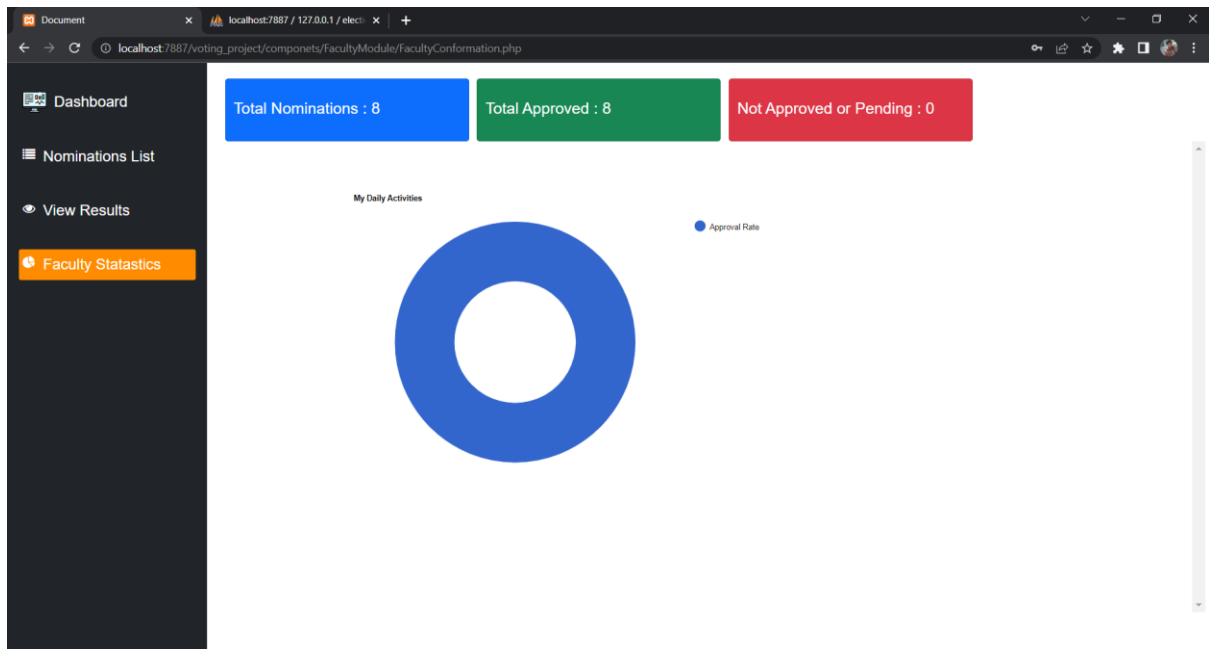 Document
localhost:7887 / 127.0.0.1 / electi
localhost:7887/voting_project/componets/FacultyModule/FacultyConformation.php
Dashboard
Nominations List
View Results
Faculty Statastics
Total Nominations : 8
Total Approved : 8
Not Approved or Pending : 0
My Daily Activities
Approval Rate